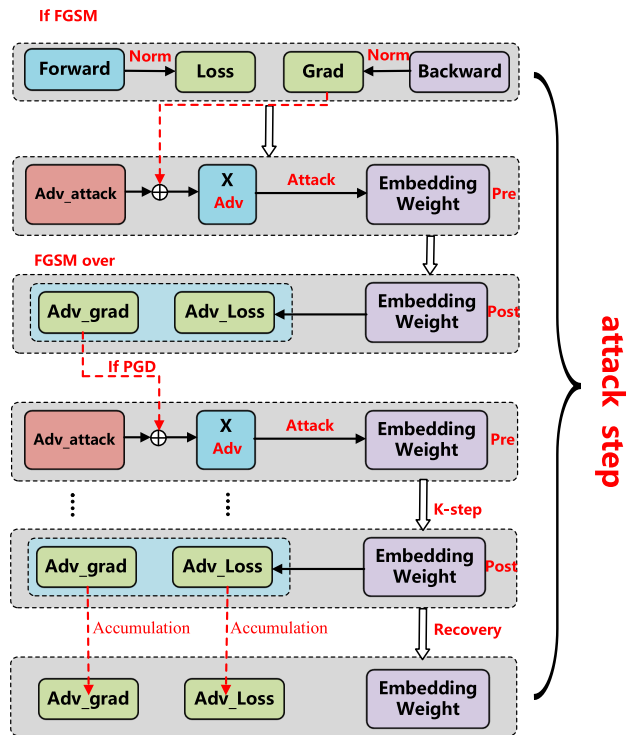 If FGSM
Forward
Norm
Loss
Grad
Norm
Backward
Adv_attack
X
Adv
Attack
Embedding
Weight
Pre
FGSM over
Adv_grad
Adv_Loss
Embedding
Weight
Post
If PGD
Adv_attack
X
Adv
Attack
Embedding
Weight
Pre
K-step
Adv_grad
Adv_Loss
Embedding
Weight
Post
Accumulation
Accumulation
Recovery
Adv_grad
Adv_Loss
Embedding
Weight
attack step